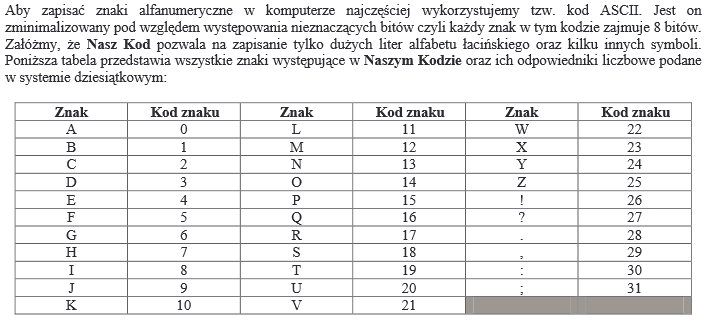 Aby zapisać znaki alfanumeryczne w komputerze najczęściej wykorzystujemy tzw. kod ASCII. Jest on
zminimalizowany pod względem występowania nieznaczących bitów czyli każdy znak w tym kodzie zajmuje 8 bitów.
Załóżmy, że Nasz Kod pozwala na zapisanie tylko dużych liter alfabetu łacińskiego oraz kilku innych symboli.
Poniższa tabela przedstawia wszystkie znaki występujące w Naszym Kodzie oraz ich odpowiedniki liczbowe podane
w systemie dziesiątkowym:
Znak Kod znaku Znak Kod znaku Znak Kod znaku
A 0 L 11 W 22
B 1 M 12 X 23
C 2 N 13 Y 24
D 3 O 14 Z 25
E 4 P 15 ! 26
F 5 Q 16 ? 27
G 6 R 17 . 28
H 7 S 18 , 29
I 8 T 19 : 30
J 9 U 20 ; 31
K 10 V 21